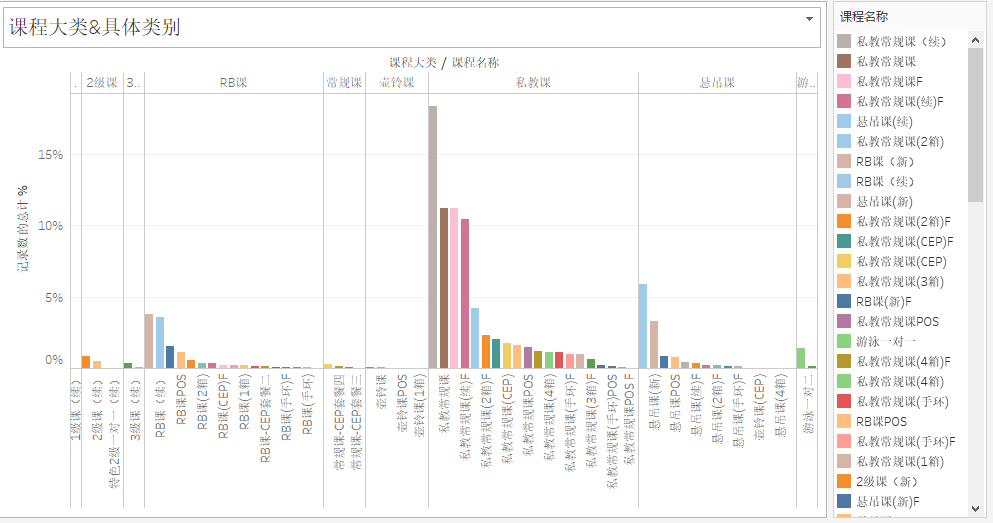 课程大类&具体类别
课程大类 / 课程名称
.
2级课
3..
RB课
常规课
壶铃课
私教课
悬吊课
游..
记录数的总计 %
15%
10%
5%
0%
1级课（续）
2级课（续）
特色2级一对一（续）
3级课（续）
RB课（续）
RB课POS
RB课(2箱)
RB课(CEP)F
RB课(1箱)
RB课-CEP套餐二
RB课(手环)F
RB课(手环)
常规课-CEP套餐四
常规课-CEP套餐三
壶铃课
壶铃课POS
壶铃课(1箱)
私教常规课
私教常规课(续)F
私教常规课(2箱)F
私教常规课(CEP)
私教常规课POS
私教常规课(4箱)
私教常规课(手环)F
私教常规课(3箱)F
私教常规课(手环)POS
私教常规课POS F
悬吊课(新)
悬吊课POS
悬吊课(续)F
悬吊课(2箱)F
悬吊课(手环)F
壶铃课(CEP)
悬吊课(4箱)
游泳一对二
课程名称
私教常规课（续）
私教常规课
私教常规课F
私教常规课(续)F
悬吊课(续)
私教常规课(2箱)
RB课（新）
RB课（续）
悬吊课(新)
私教常规课(2箱)F
私教常规课(CEP)F
私教常规课(CEP)
私教常规课(3箱)
RB课(新)F
私教常规课POS
游泳一对一
私教常规课(4箱)F
私教常规课(4箱)
私教常规课(手环)
RB课POS
私教常规课(手环)F
私教常规课(1箱)
2级课（新）
悬吊课(新)F